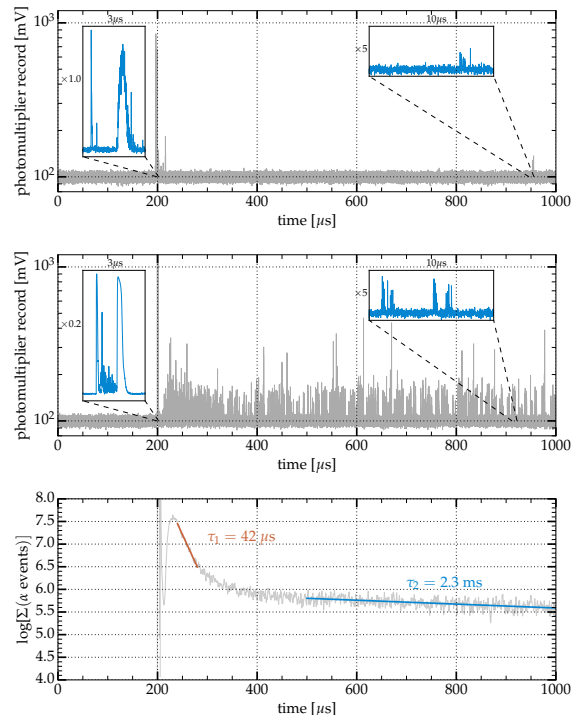 photomultiplier record [mV]
10³
10²
3μs
×1.0
10μs
×5
0 200 400 600 800 1000
time [μs]
photomultiplier record [mV]
10³
10²
3μs
×0.2
10μs
×5
0 200 400 600 800 1000
time [μs]
log[Σ(α events)]
8.0
7.5
7.0
6.5
6.0
5.5
5.0
4.5
4.0
τ₁ = 42 μs
τ₂ = 2.3 ms
0 200 400 600 800 1000
time [μs]